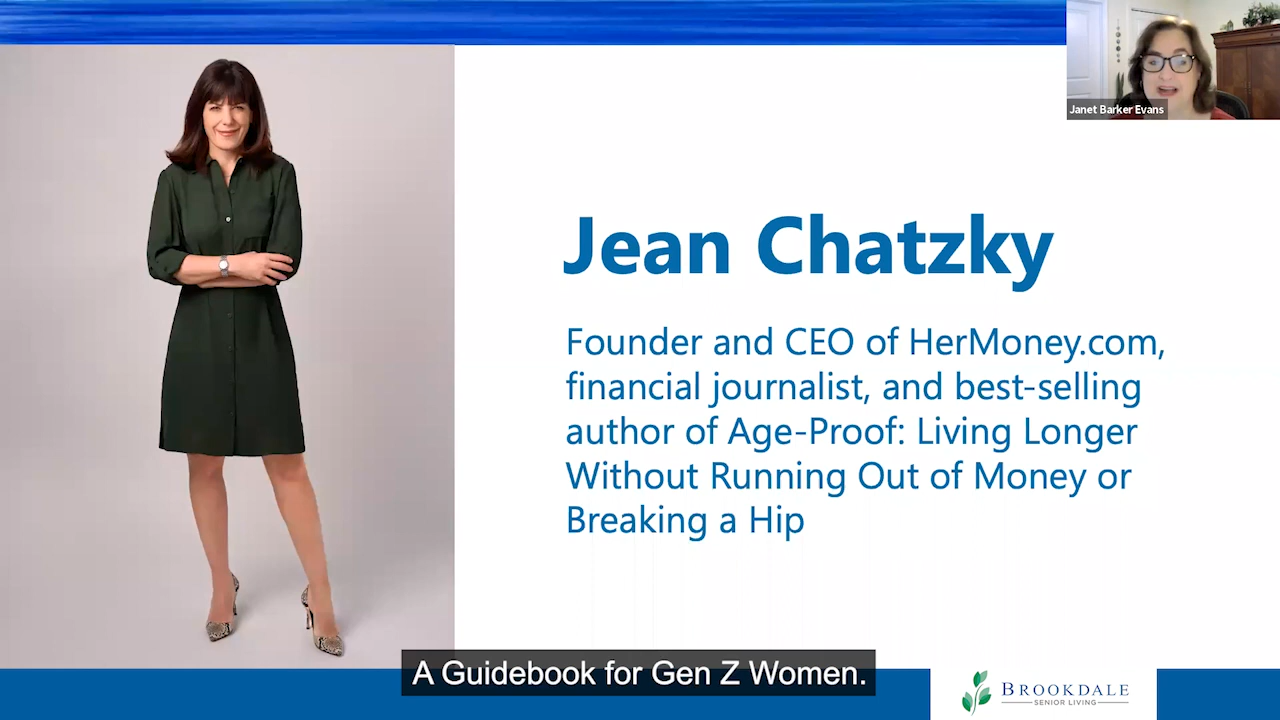 Janet Barker Evans
Jean Chatzky
Founder and CEO of HerMoney.com,
financial journalist, and best-selling
author of Age-Proof: Living Longer
Without Running Out of Money or
Breaking a Hip
A Guidebook for Gen Z Women.
BROOKDALE
SENIOR LIVING